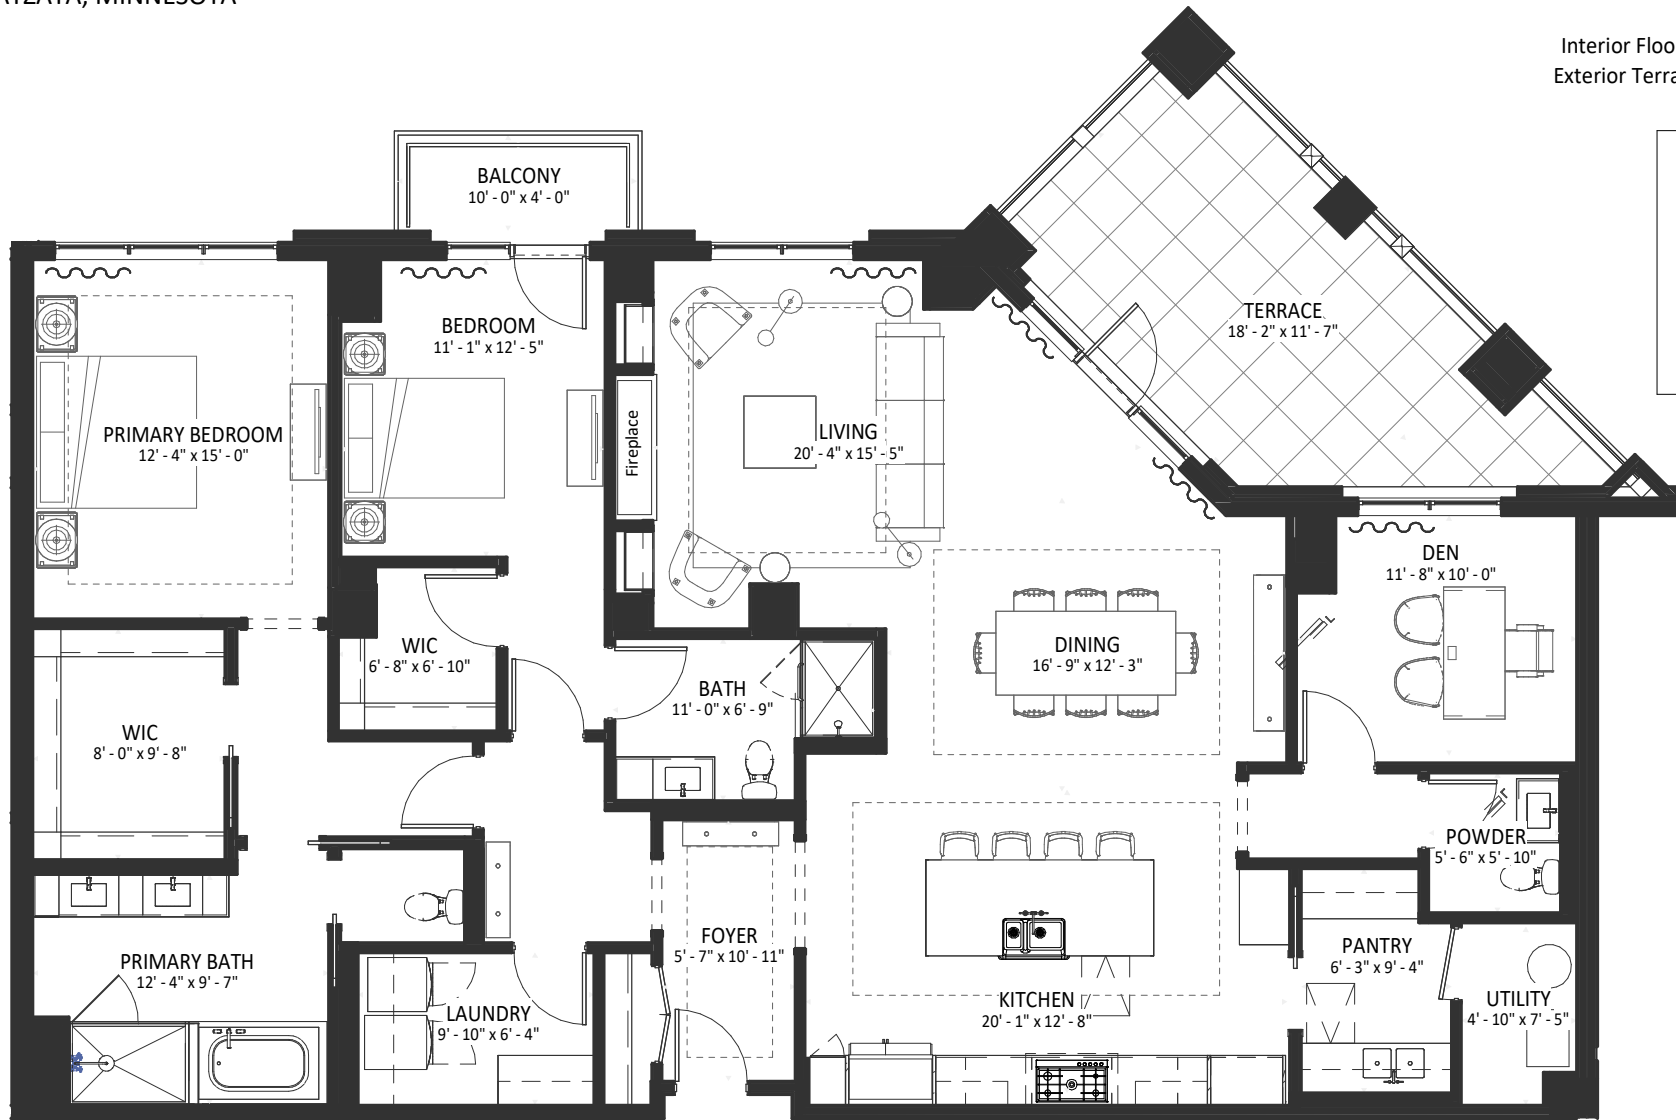 MINNESOTA
Interior
Exterior
BALCONY
10' - 0" x 4' - 0"
BEDROOM
11' - 1" x 12' - 5"
TERRACE
18' - 2" x 11' - 7"
PRIMARY BEDROOM
12' - 4" x 15' - 0"
Fireplace
LIVING
20' - 4" x 15' - 5"
DEN
11' - 8" x 10' - 0"
WIC
6' - 8" x 6' - 10"
DINING
16' - 9" x 12' - 3"
BATH
11' - 0" x 6' - 9"
WIC
8' - 0" x 9' - 8"
POWDER
5' - 6" x 5' - 10"
FOYER
5' - 7" x 10' - 11"
PANTRY
6' - 3" x 9' - 4"
PRIMARY BATH
12' - 4" x 9' - 7"
KITCHEN
20' - 1" x 12' - 8"
UTILITY
4' - 10" x 7' - 5"
LAUNDRY
9' - 10" x 6' - 4"